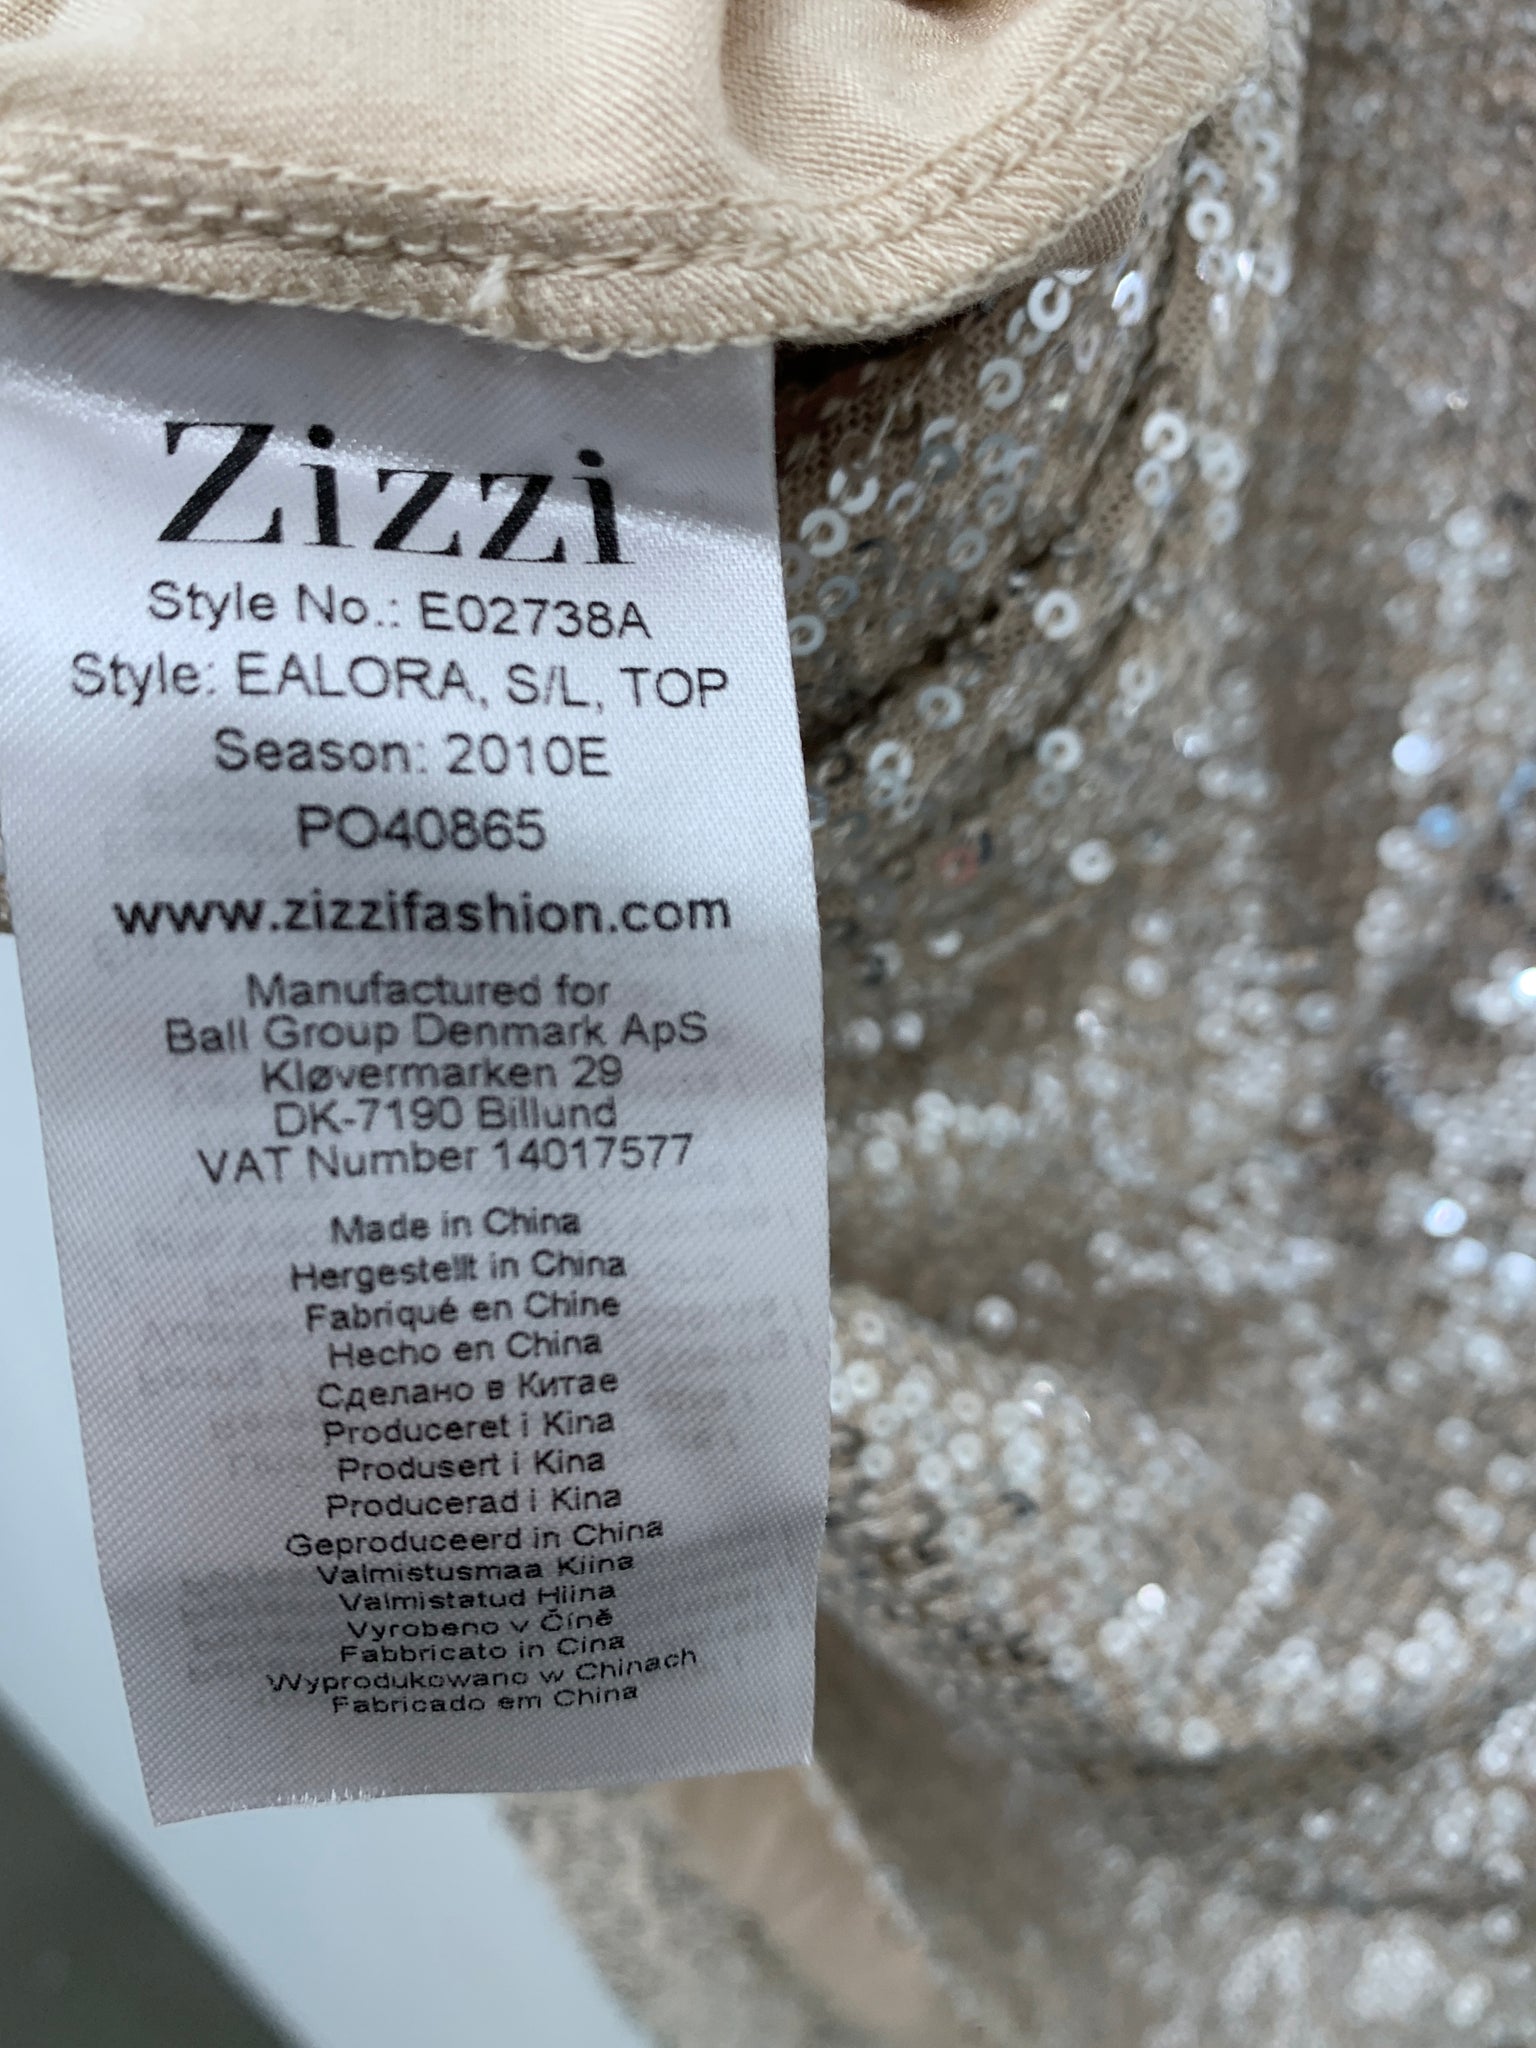 Zizzi
Style No.: E02738A
Style: EALORA, S/L, TOP
Season: 2010E
PO40865
www.zizzifashion.com
Manufactured for
Ball Group Denmark ApS
Kløvermarken 29
DK-7190 Billund
VAT Number 14017577
Made in China
Hergestellt in China
Fabriqué en Chine
Hecho en China
Сделано в Китае
Produceret i Kina
Produsert i Kina
Producerad i Kina
Geproduceerd in China
Valmistusmaa Kiina
Valmistatud Hiina
Vyrobeno v Číně
Fabbricato in Cina
Wyprodukowano w Chinach
Fabricado em China